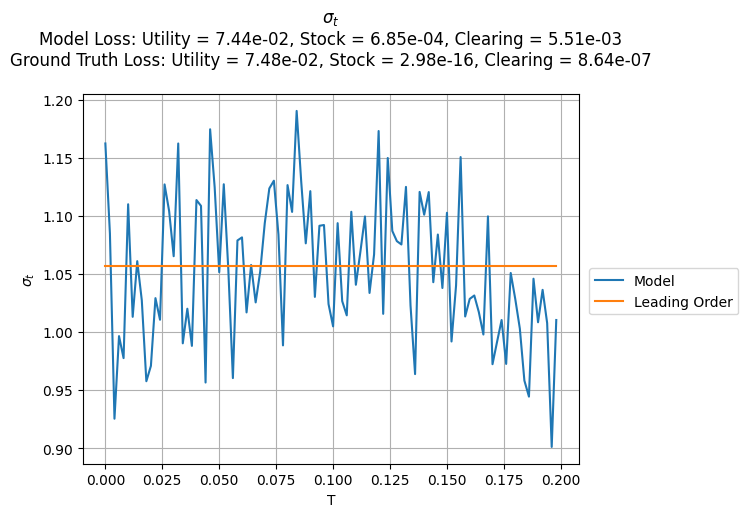 σt
Model Loss: Utility = 7.44e-02, Stock = 6.85e-04, Clearing = 5.51e-03
Ground Truth Loss: Utility = 7.48e-02, Stock = 2.98e-16, Clearing = 8.64e-07
1.20
1.15
1.10
1.05
1.00
0.95
0.90
σt
0.000 0.025 0.050 0.075 0.100 0.125 0.150 0.175 0.200
T
Model
Leading Order